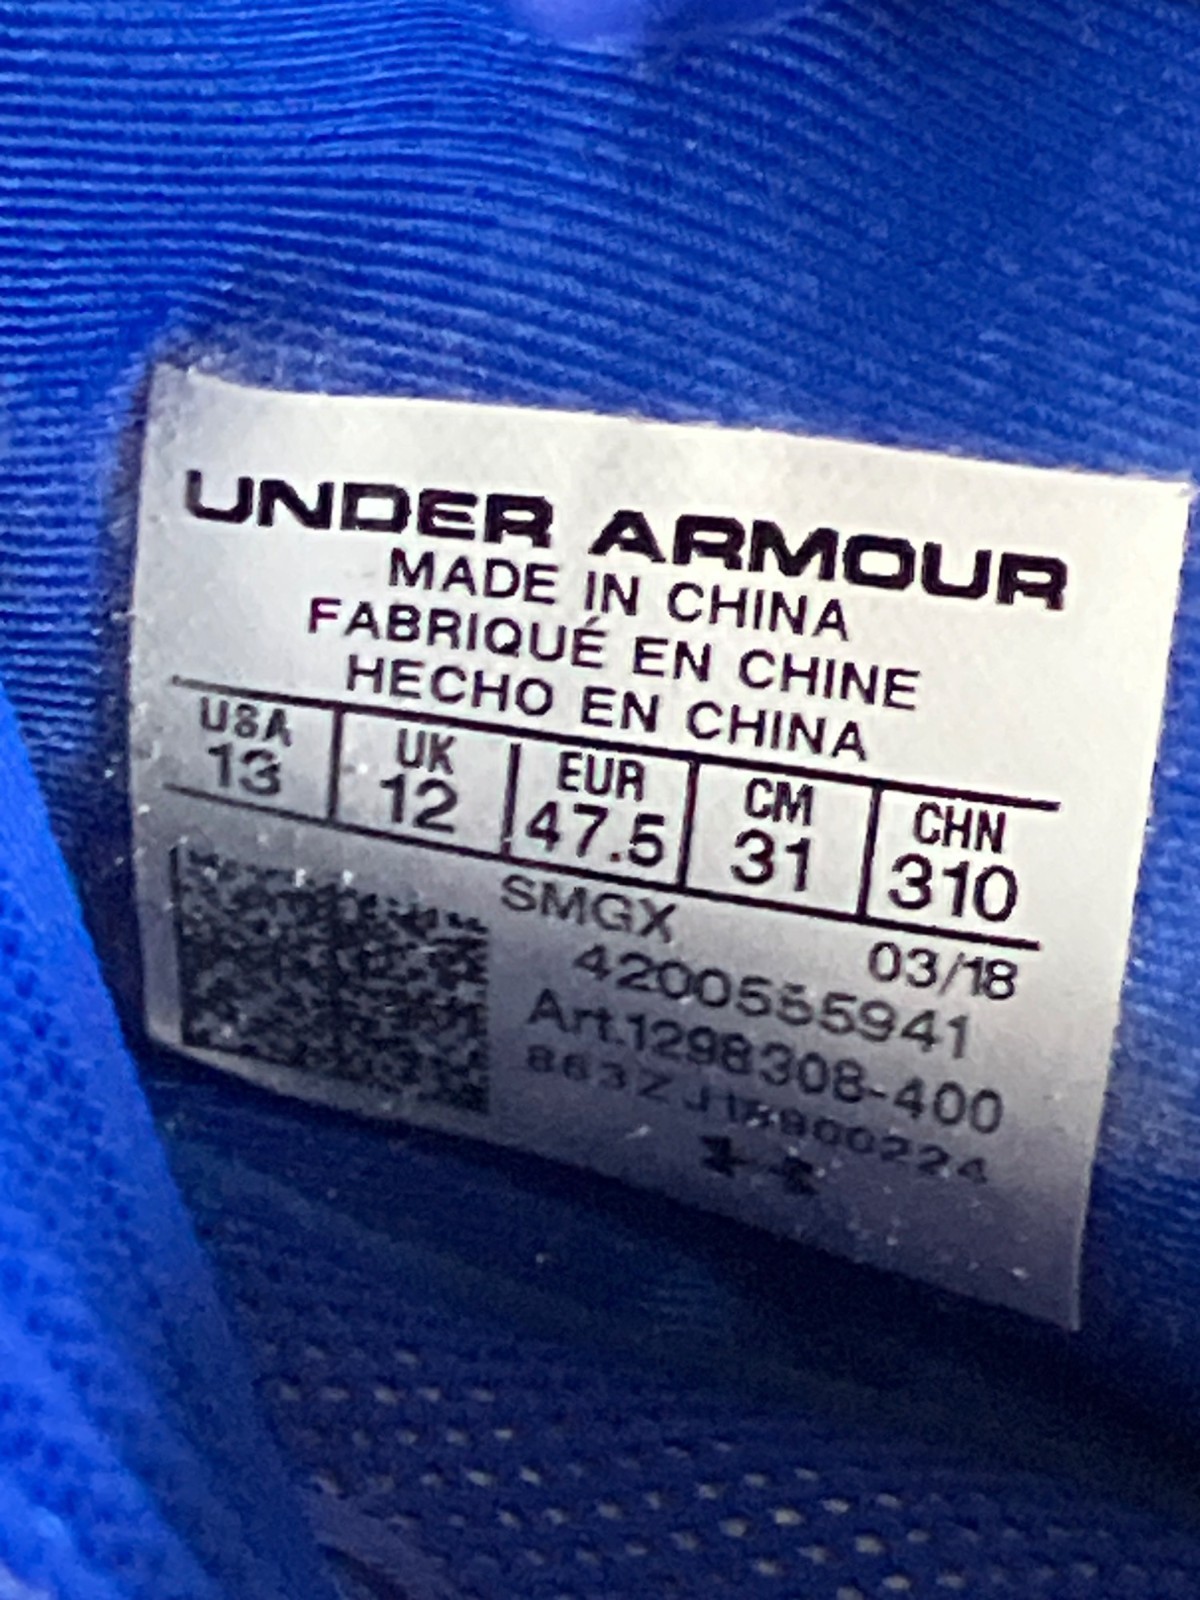 UNDER ARMOUR
MADE IN CHINA
FABRIQUÉ EN CHINE
HECHO EN CHINA
USA UK EUR CM CHN
13 12 47.5 31 310
SMGX
03/18
4200555941
Art.1298308-400